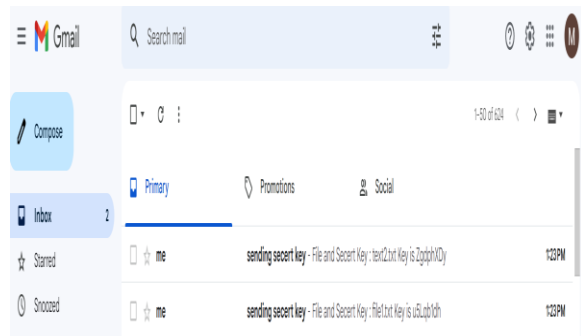 Gmail
Search mail
M
Compose
1-50 of 624
Primary
Promotions
Social
Inbox 2
Starred
me sending secert key - File and Secert Key : text2.txt Key is ZgdphXDy 1:23 PM
Snoozed
me sending secert key - File and Secert Key : file1.txt Key is u5Lqb1dh 1:23 PM